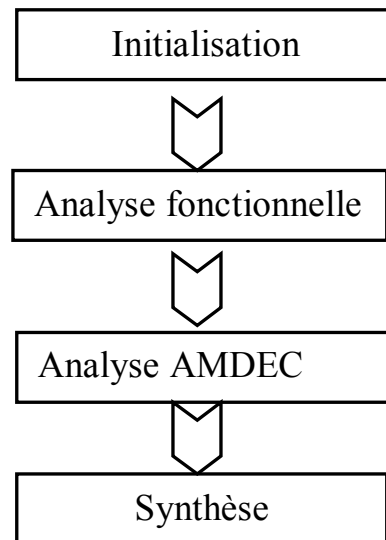 Initialisation
Analyse fonctionnelle
Analyse AMDEC
Synthèse